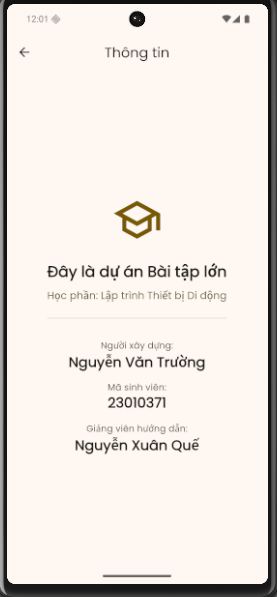 12:01
Thông tin
Đây là dự án Bài tập lớn
Học phần: Lập trình Thiết bị Di động
Người xây dựng:
Nguyễn Văn Trường
Mã sinh viên:
23010371
Giảng viên hướng dẫn:
Nguyễn Xuân Quế